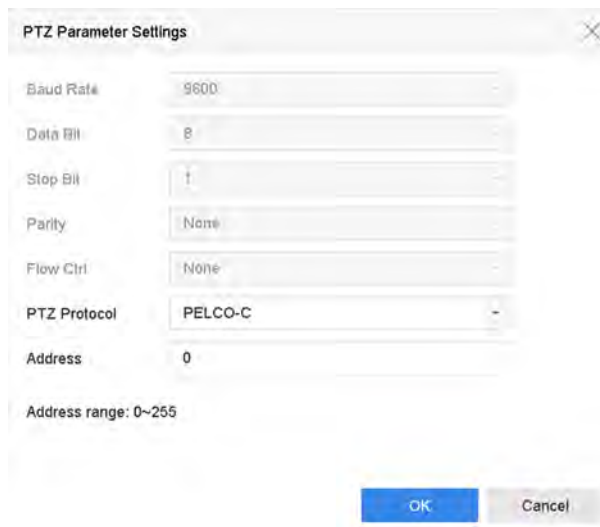 PTZ Parameter Settings
Baud Rate 9600
Data Bit 8
Stop Bit 1
Parity None
Flow Ctrl None
PTZ Protocol PELCO-C
Address 0
Address range: 0~255
OK Cancel